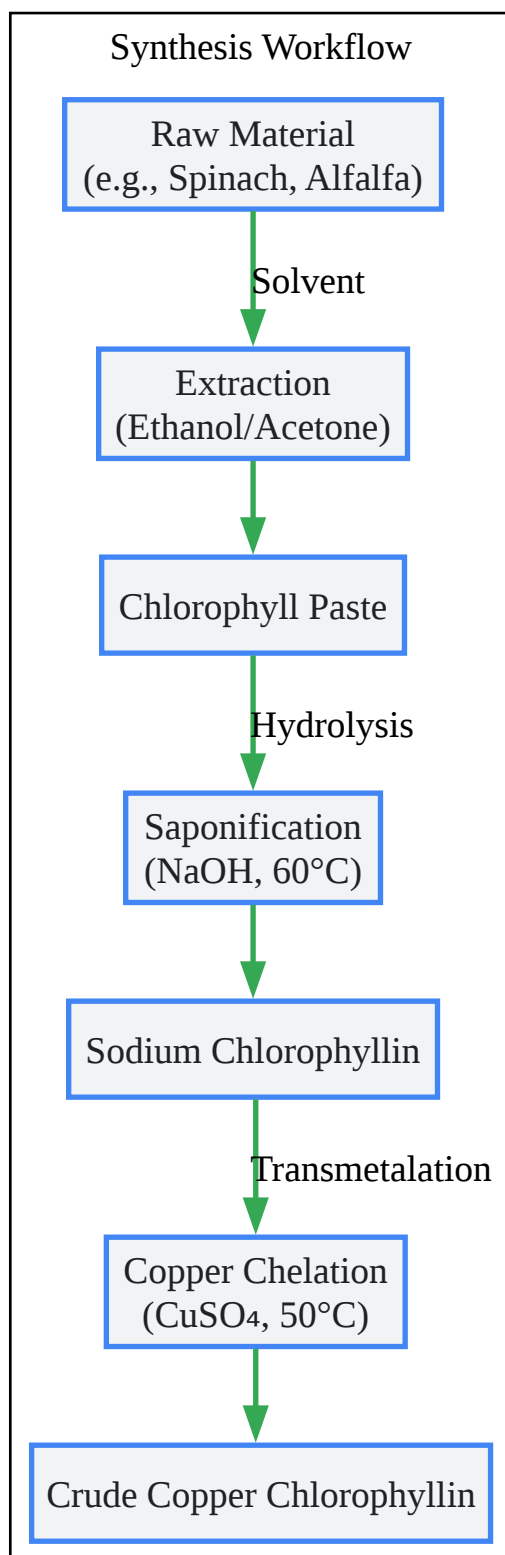 Synthesis Workflow
Raw Material
(e.g., Spinach, Alfalfa)
Solvent
Extraction
(Ethanol/Acetone)
Chlorophyll Paste
Hydrolysis
Saponification
(NaOH, 60°C)
Sodium Chlorophyllin
Transmetalation
Copper Chelation
(CuSO₄, 50°C)
Crude Copper Chlorophyllin